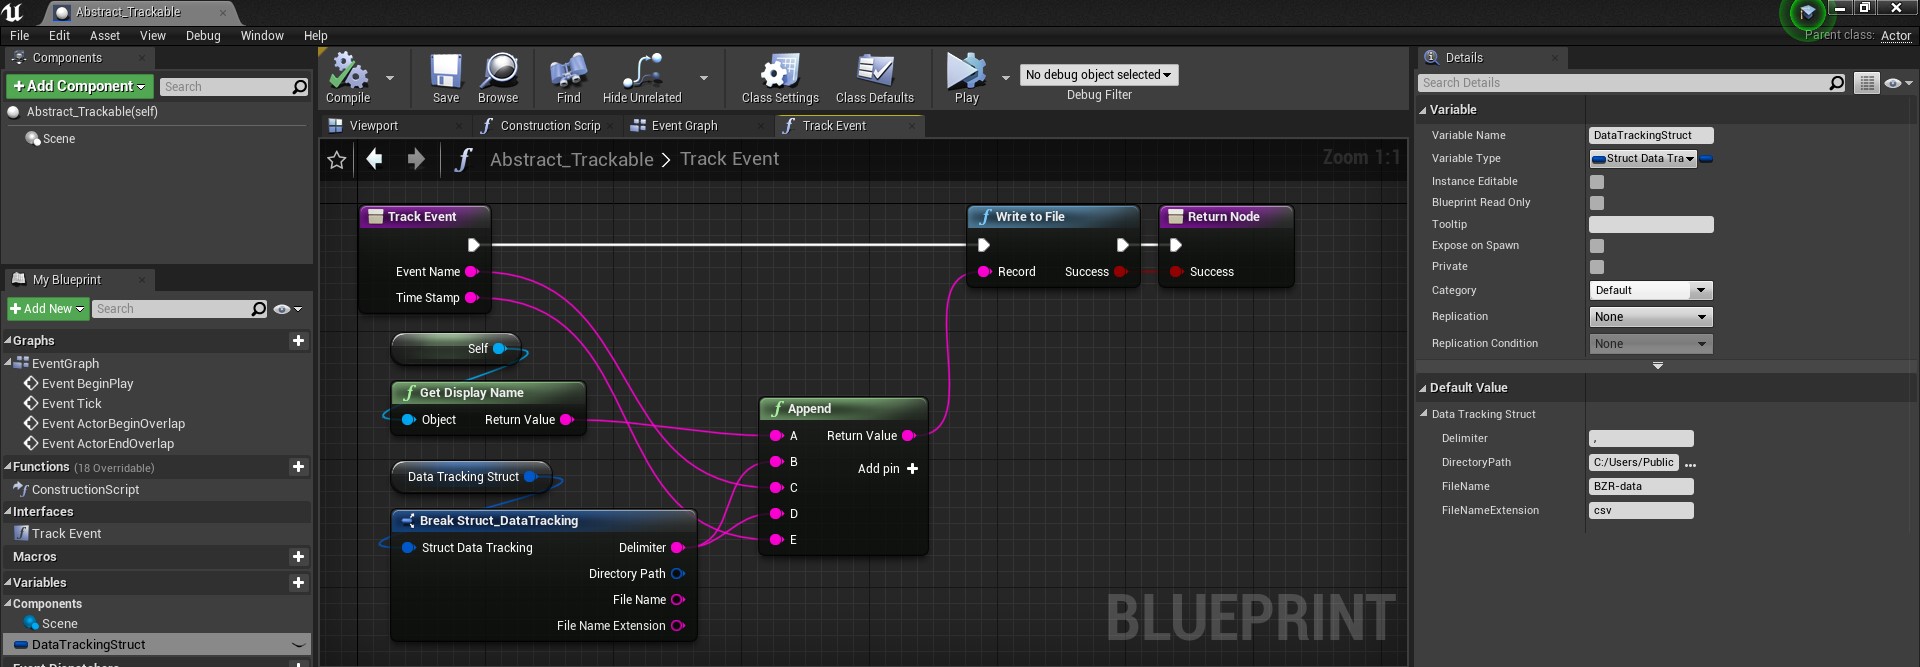 Abstract_Trackable
File Edit Asset View Debug Window Help
Parent class: Actor
Components
+ Add Component
Search
Abstract_Trackable(self)
Scene
My Blueprint
+ Add New
Search
Graphs
EventGraph
Event BeginPlay
Event Tick
Event ActorBeginOverlap
Event ActorEndOverlap
Functions (18 Overridable)
ConstructionScript
Interfaces
Track Event
Macros
Variables
Components
Scene
DataTrackingStruct
Event Dispatchers
Compile
Save
Browse
Find
Hide Unrelated
Class Settings
Class Defaults
Play
No debug object selected
Debug Filter
Viewport
Construction Scrip
Event Graph
Track Event
Abstract_Trackable > Track Event
Zoom 1:1
Track Event
Event Name
Time Stamp
Self
Get Display Name
Object Return Value
Data Tracking Struct
Break Struct_DataTracking
Struct Data Tracking Delimiter
Directory Path
File Name
File Name Extension
Append
A Return Value
B
Add pin +
C
D
E
Write to File
Record Success
Return Node
Success
BLUEPRINT
Details
Search Details
Variable
Variable Name DataTrackingStruct
Variable Type Struct Data Tra
Instance Editable
Blueprint Read Only
Tooltip
Expose on Spawn
Private
Category Default
Replication None
Replication Condition None
Default Value
Data Tracking Struct
Delimiter ,
DirectoryPath C:/Users/Public ...
FileName BZR-data
FileNameExtension csv